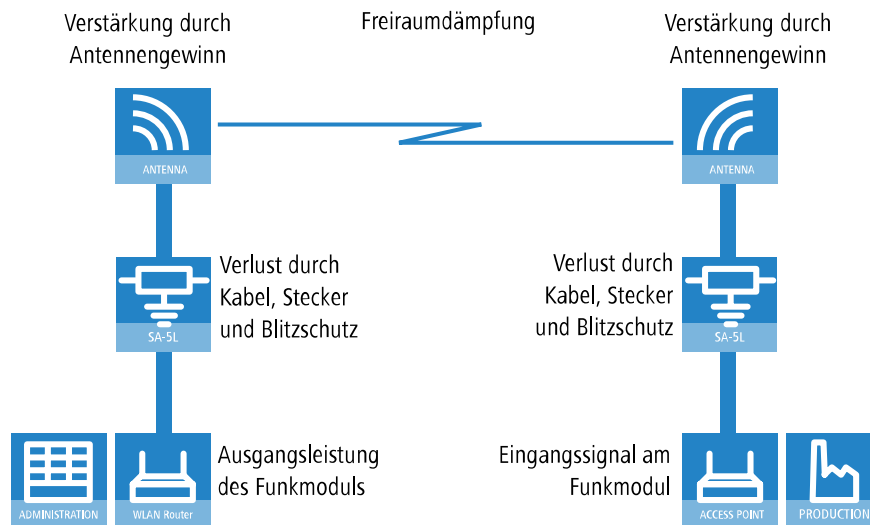 Verstärkung durch
Antennengewinn
Freiraumdämpfung
Verstärkung durch
Antennengewinn
ANTENNA
ANTENNA
Verlust durch
Kabel, Stecker
und Blitzschutz
SA-5L
Verlust durch
Kabel, Stecker
und Blitzschutz
SA-5L
ADMINISTRATION
WLAN Router
Ausgangsleistung
des Funkmoduls
Eingangssignal am
Funkmodul
ACCESS POINT
PRODUCTION